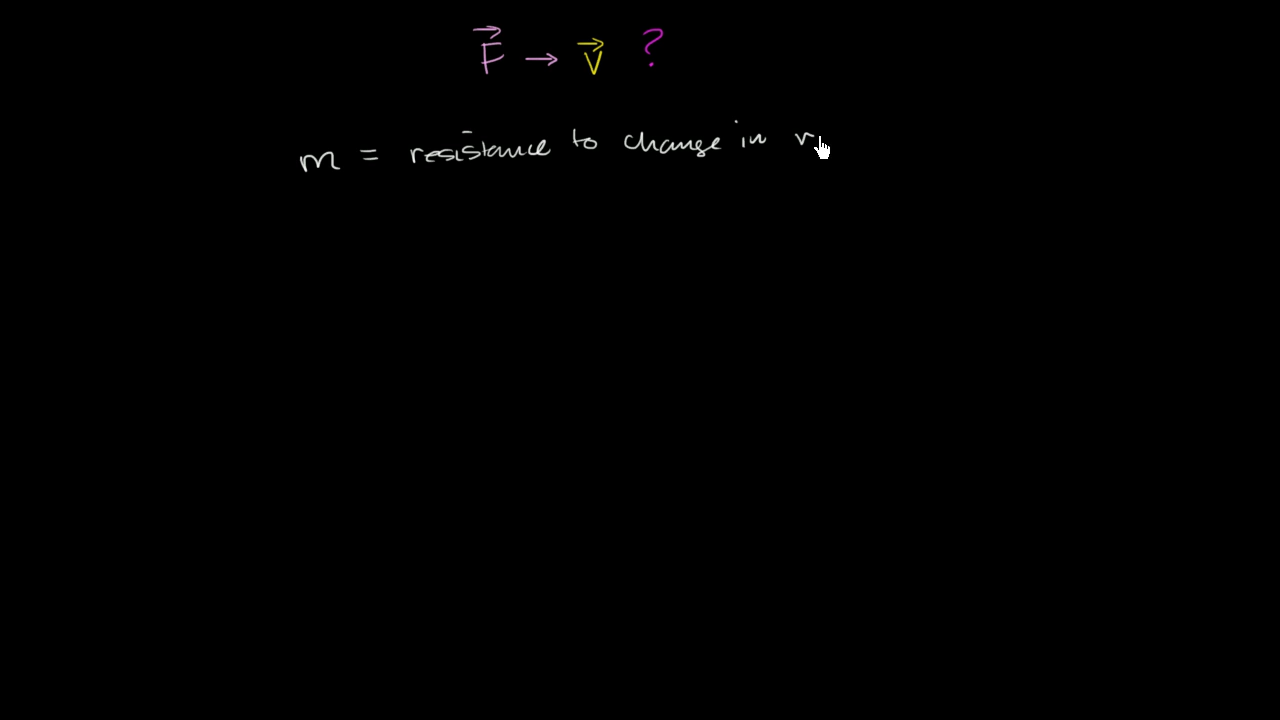 F⃗ → v⃗ ?
m = resistance to change in v